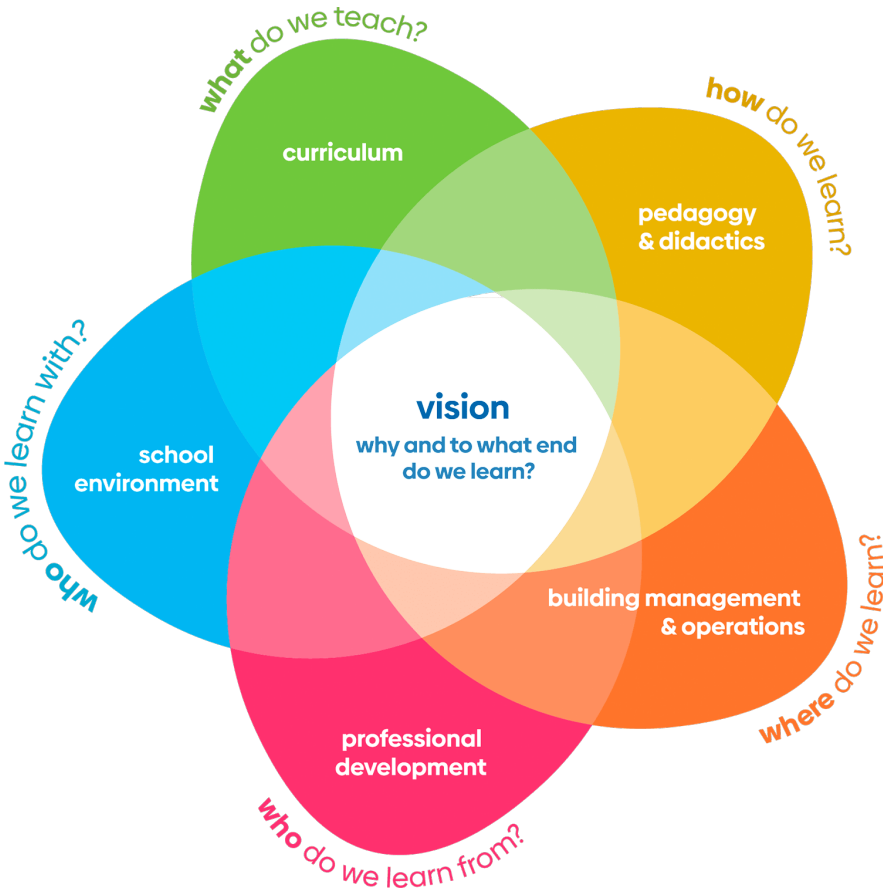 what do we teach?
curriculum
how do we learn?
pedagogy
& didactics
vision
why and to what end
do we learn?
who do we learn with?
school
environment
where do we learn?
building management
& operations
professional
development
who do we learn from?